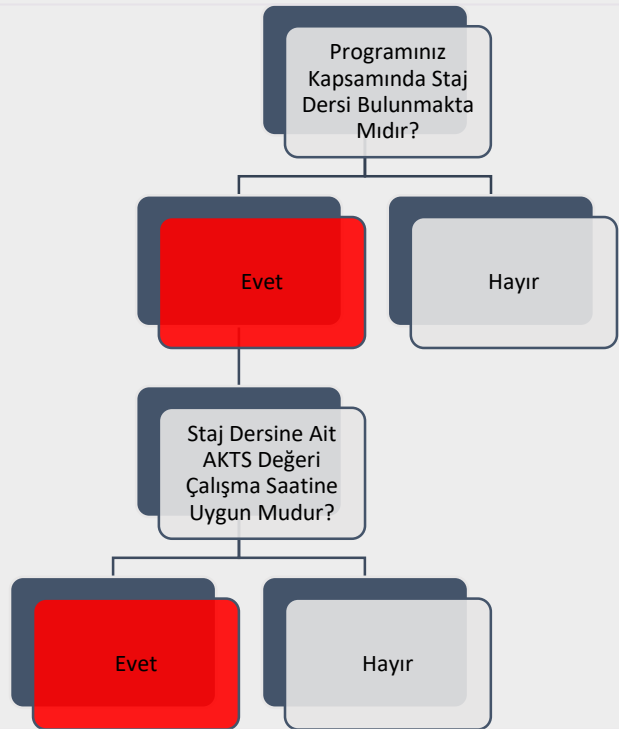 Programınız
Kapsamında Staj
Dersi Bulunmakta
Mıdır?
Evet
Hayır
Staj Dersine Ait
AKTS Değeri
Çalışma Saatine
Uygun Mudur?
Evet
Hayır